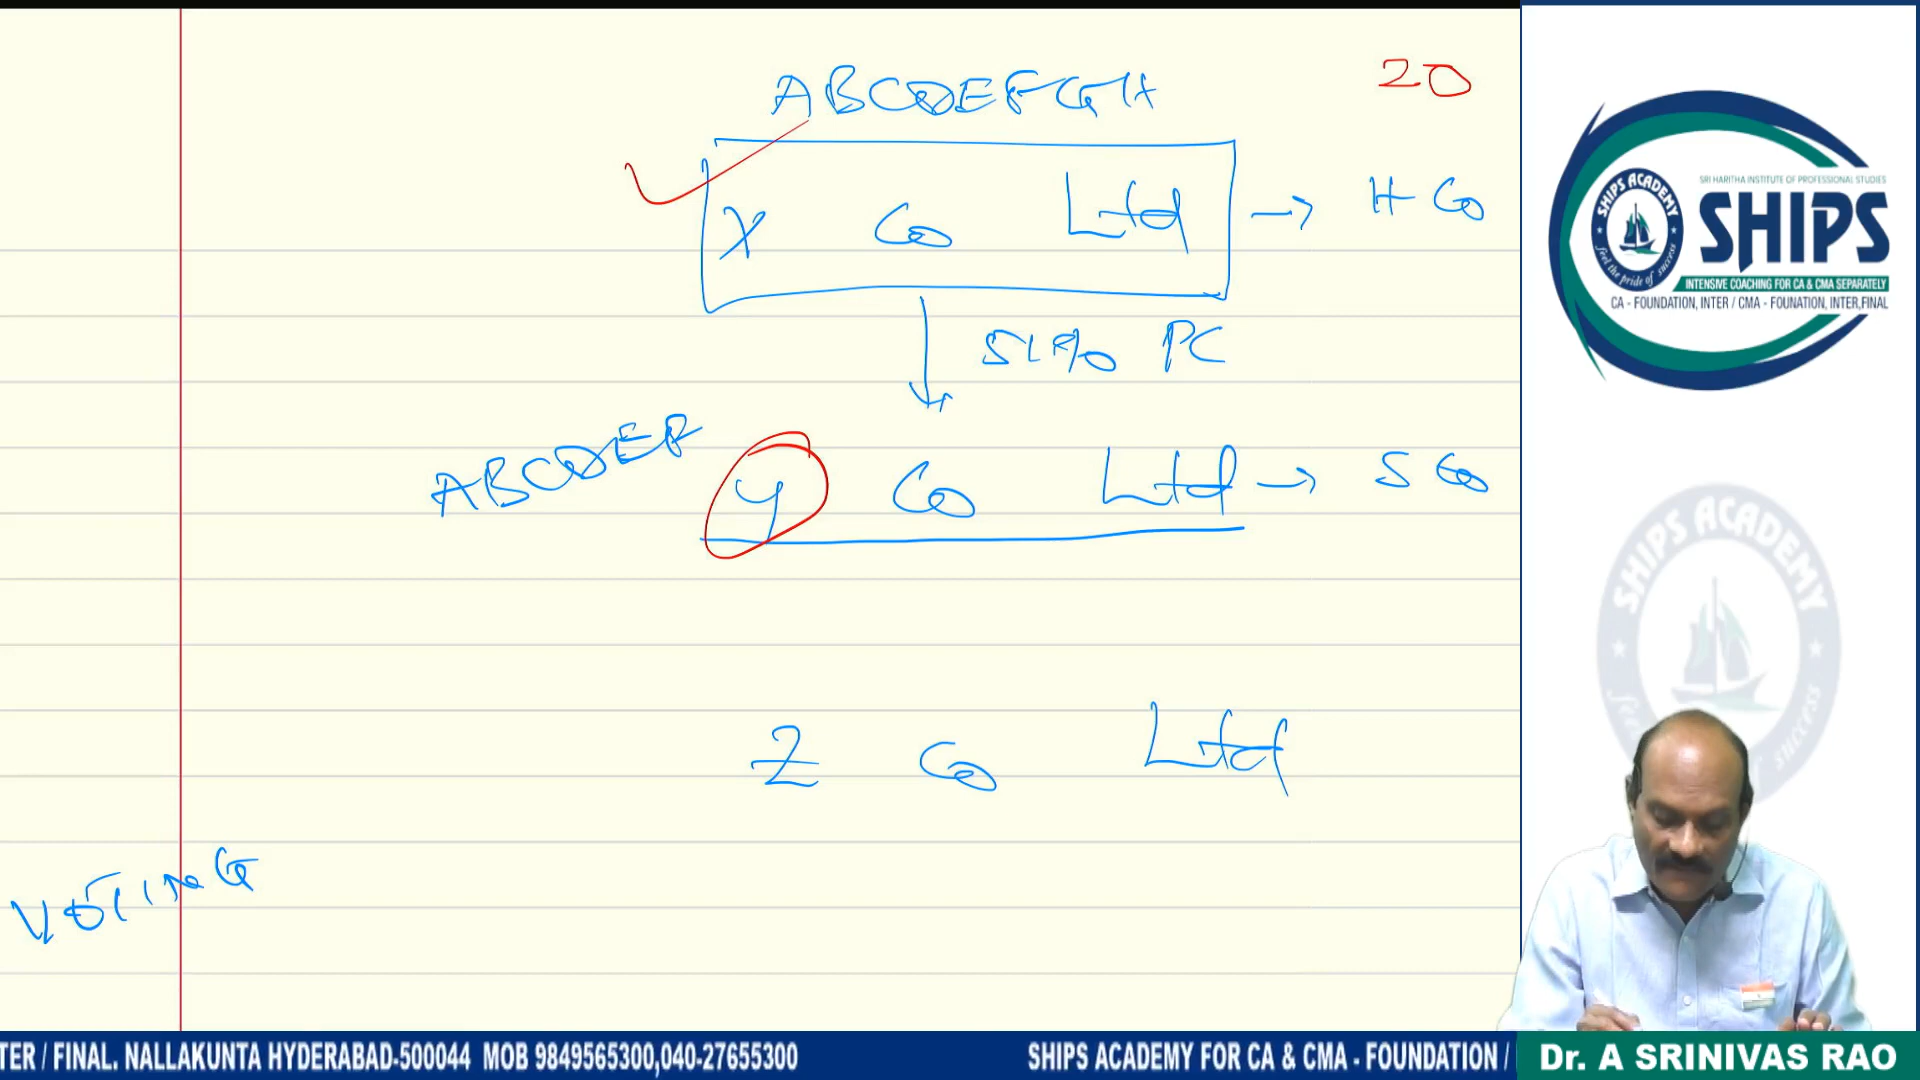 ABCDEFGH
20
X Co Ltd → H Co
51% PC
ABCDEF
Y Co Ltd → S Co
Z Co Ltd
VOTING
SRI HARITHA INSTITUTE OF PROFESSIONAL STUDIES
SHIPS ACADEMY
feel the pride of success
SHIPS
INTENSIVE COACHING FOR CA & CMA SEPARATELY
CA - FOUNDATION, INTER / CMA - FOUNATION, INTER,FINAL
SHIPS ACADEMY
TER / FINAL. NALLAKUNTA HYDERABAD-500044 MOB 9849565300,040-27655300
SHIPS ACADEMY FOR CA & CMA - FOUNDATION /
Dr. A SRINIVAS RAO